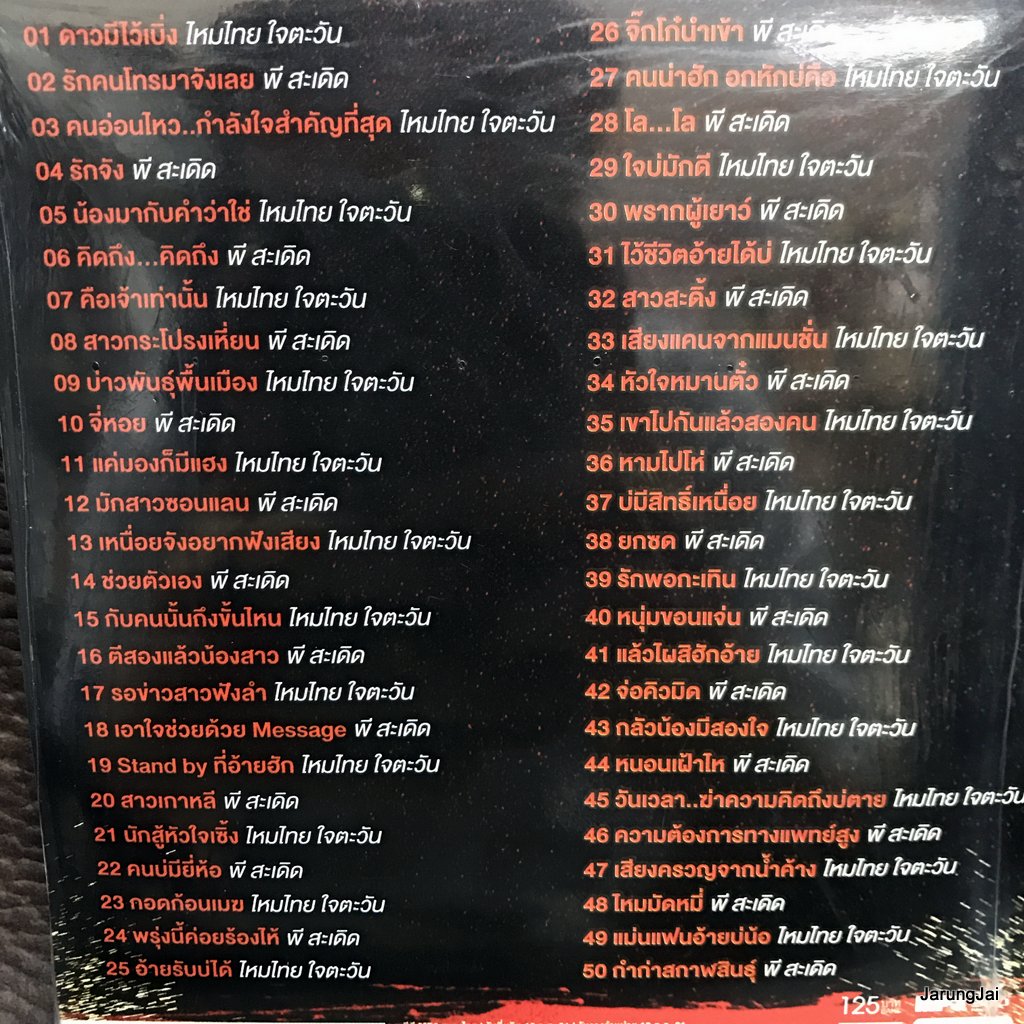 01 ดาวมีไว้เบิ่ง ไหมไทย ใจตะวัน
02 รักคนโทรมาจังเลย พี สะเดิด
03 คนอ่อนไหว..กำลังใจสำคัญที่สุด ไหมไทย ใจตะวัน
04 รักจัง พี สะเดิด
05 น้องมากับคำว่าใช่ ไหมไทย ใจตะวัน
06 คิดถึง...คิดถึง พี สะเดิด
07 คือเจ้าเท่านั้น ไหมไทย ใจตะวัน
08 สาวกระโปรงเหี่ยน พี สะเดิด
09 บ่าวพันธุ์พื้นเมือง ไหมไทย ใจตะวัน
10 จี่หอย พี สะเดิด
11 แค่มองก็มีแฮง ไหมไทย ใจตะวัน
12 มักสาวซอนแลน พี สะเดิด
13 เหนื่อยจังอยากฟังเสียง ไหมไทย ใจตะวัน
14 ช่วยตัวเอง พี สะเดิด
15 กับคนนั้นถึงขั้นไหน ไหมไทย ใจตะวัน
16 ตีสองแล้วน้องสาว พี สะเดิด
17 รอข่าวสาวฟังลำ ไหมไทย ใจตะวัน
18 เอาใจช่วยด้วย Message พี สะเดิด
19 Stand by ที่อ้ายฮัก ไหมไทย ใจตะวัน
20 สาวเกาหลี พี สะเดิด
21 นักสู้หัวใจเซิ้ง ไหมไทย ใจตะวัน
22 คนบ่มียี่ห้อ พี สะเดิด
23 กอดก้อนเมฆ ไหมไทย ใจตะวัน
24 พรุ่งนี้ค่อยร้องไห้ พี สะเดิด
25 อ้ายรับบ่ได้ ไหมไทย ใจตะวัน
26 จิ๊กโก๋นำเข้า พี
27 คนน่าฮัก อกหักบ่คือ ไหมไทย ใจตะวัน
28 โล...โล พี สะเดิด
29 ใจบ่มักดี ไหมไทย ใจตะวัน
30 พรากผู้เยาว์ พี สะเดิด
31 ไว้ชีวิตอ้ายได้บ่ ไหมไทย ใจตะวัน
32 สาวสะดิ้ง พี สะเดิด
33 เสียงแคนจากแมนชั่น ไหมไทย ใจตะวัน
34 หัวใจหมานตั๋ว พี สะเดิด
35 เขาไปกันแล้วสองคน ไหมไทย ใจตะวัน
36 หามไปโห่ พี สะเดิด
37 บ่มีสิทธิ์เหนื่อย ไหมไทย ใจตะวัน
38 ยกซด พี สะเดิด
39 รักพอกะเทิน ไหมไทย ใจตะวัน
40 หนุ่มขอนแจ่น พี สะเดิด
41 แล้วไผสิฮักอ้าย ไหมไทย ใจตะวัน
42 จ่อคิวมิด พี สะเดิด
43 กลัวน้องมีสองใจ ไหมไทย ใจตะวัน
44 หนอนเฝ้าไห พี สะเดิด
45 วันเวลา..ฆ่าความคิดถึงบ่ตาย ไหมไทย ใจตะวัน
46 ความต้องการทางแพทย์สูง พี สะเดิด
47 เสียงครวญจากน้ำค้าง ไหมไทย ใจตะวัน
48 โหมมัดหมี่ พี สะเดิด
49 แม่นแฟนอ้ายบ่น้อ ไหมไทย ใจตะวัน
50 กำก่าสกาฬสินธุ์ พี สะเดิด
125 บาท
JarungJai